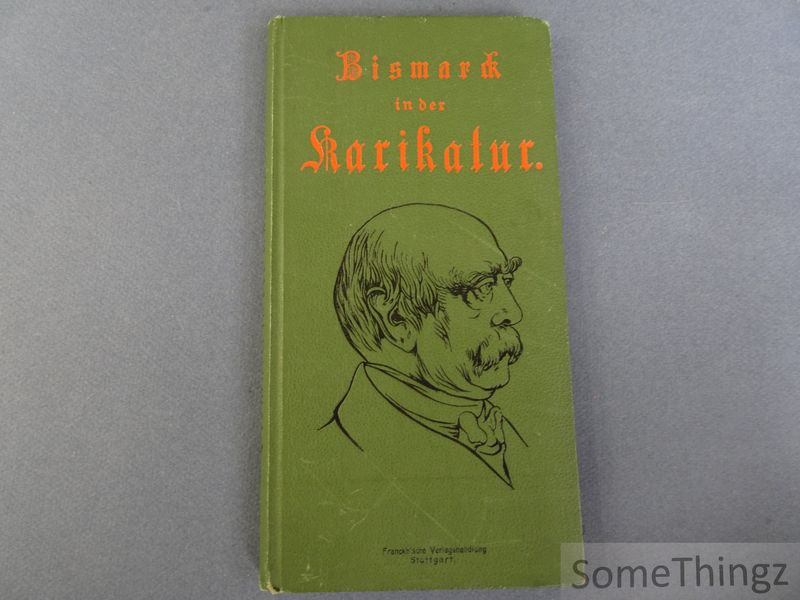 Bismarck
in der
Karikatur.
Franckh'sche Verlagshandlung
Stuttgart.
SomeThingz